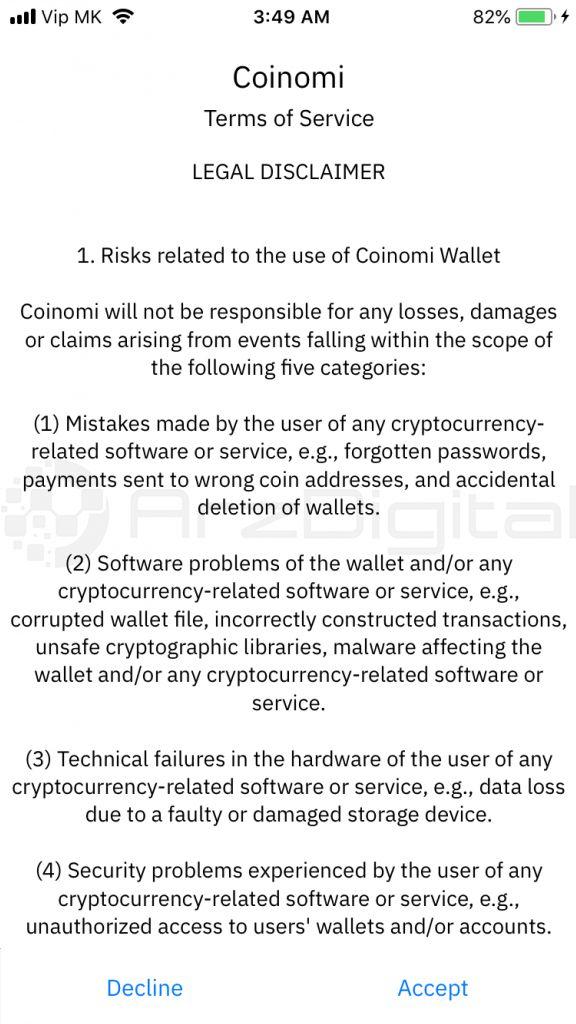 Vip MK 3:49 AM 82%
Coinomi
Terms of Service
LEGAL DISCLAIMER
1. Risks related to the use of Coinomi Wallet
Coinomi will not be responsible for any losses, damages
or claims arising from events falling within the scope of
the following five categories:
(1) Mistakes made by the user of any cryptocurrency-
related software or service, e.g., forgotten passwords,
payments sent to wrong coin addresses, and accidental
deletion of wallets.
ArzDigital
(2) Software problems of the wallet and/or any
cryptocurrency-related software or service, e.g.,
corrupted wallet file, incorrectly constructed transactions,
unsafe cryptographic libraries, malware affecting the
wallet and/or any cryptocurrency-related software or
service.
(3) Technical failures in the hardware of the user of any
cryptocurrency-related software or service, e.g., data loss
due to a faulty or damaged storage device.
(4) Security problems experienced by the user of any
cryptocurrency-related software or service, e.g.,
unauthorized access to users' wallets and/or accounts.
Decline Accept